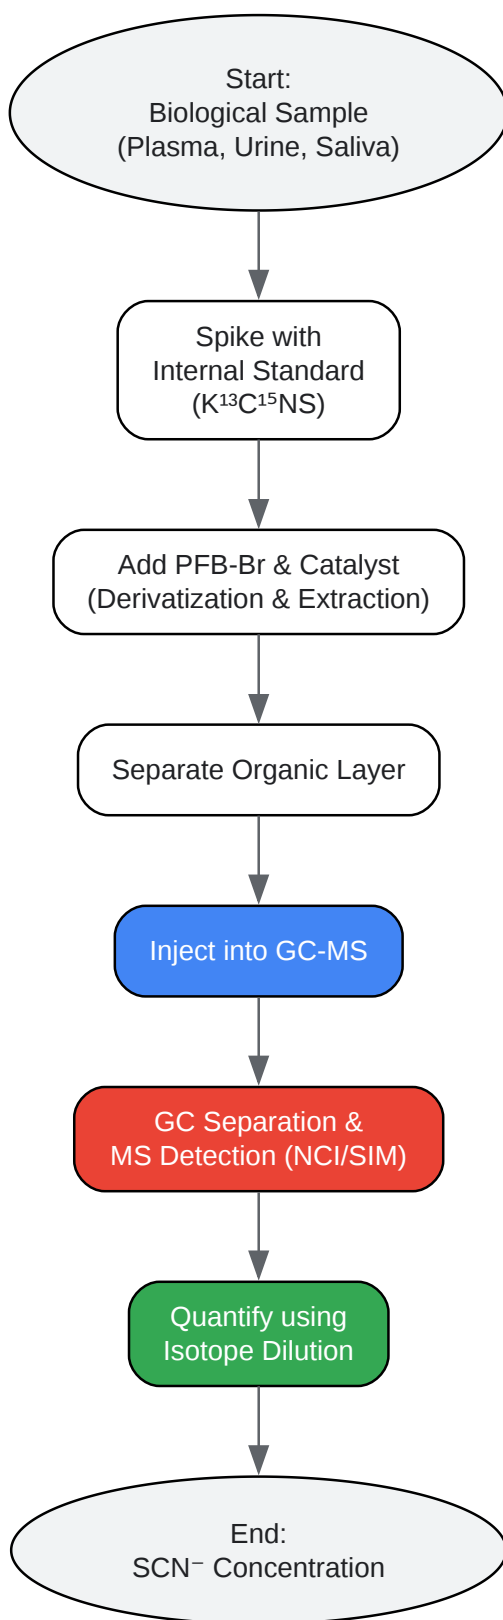 Start:
Biological Sample
(Plasma, Urine, Saliva)
Spike with
Internal Standard
(K¹³C¹⁵NS)
Add PFB-Br & Catalyst
(Derivatization & Extraction)
Separate Organic Layer
Inject into GC-MS
GC Separation &
MS Detection (NCI/SIM)
Quantify using
Isotope Dilution
End:
SCN⁻ Concentration